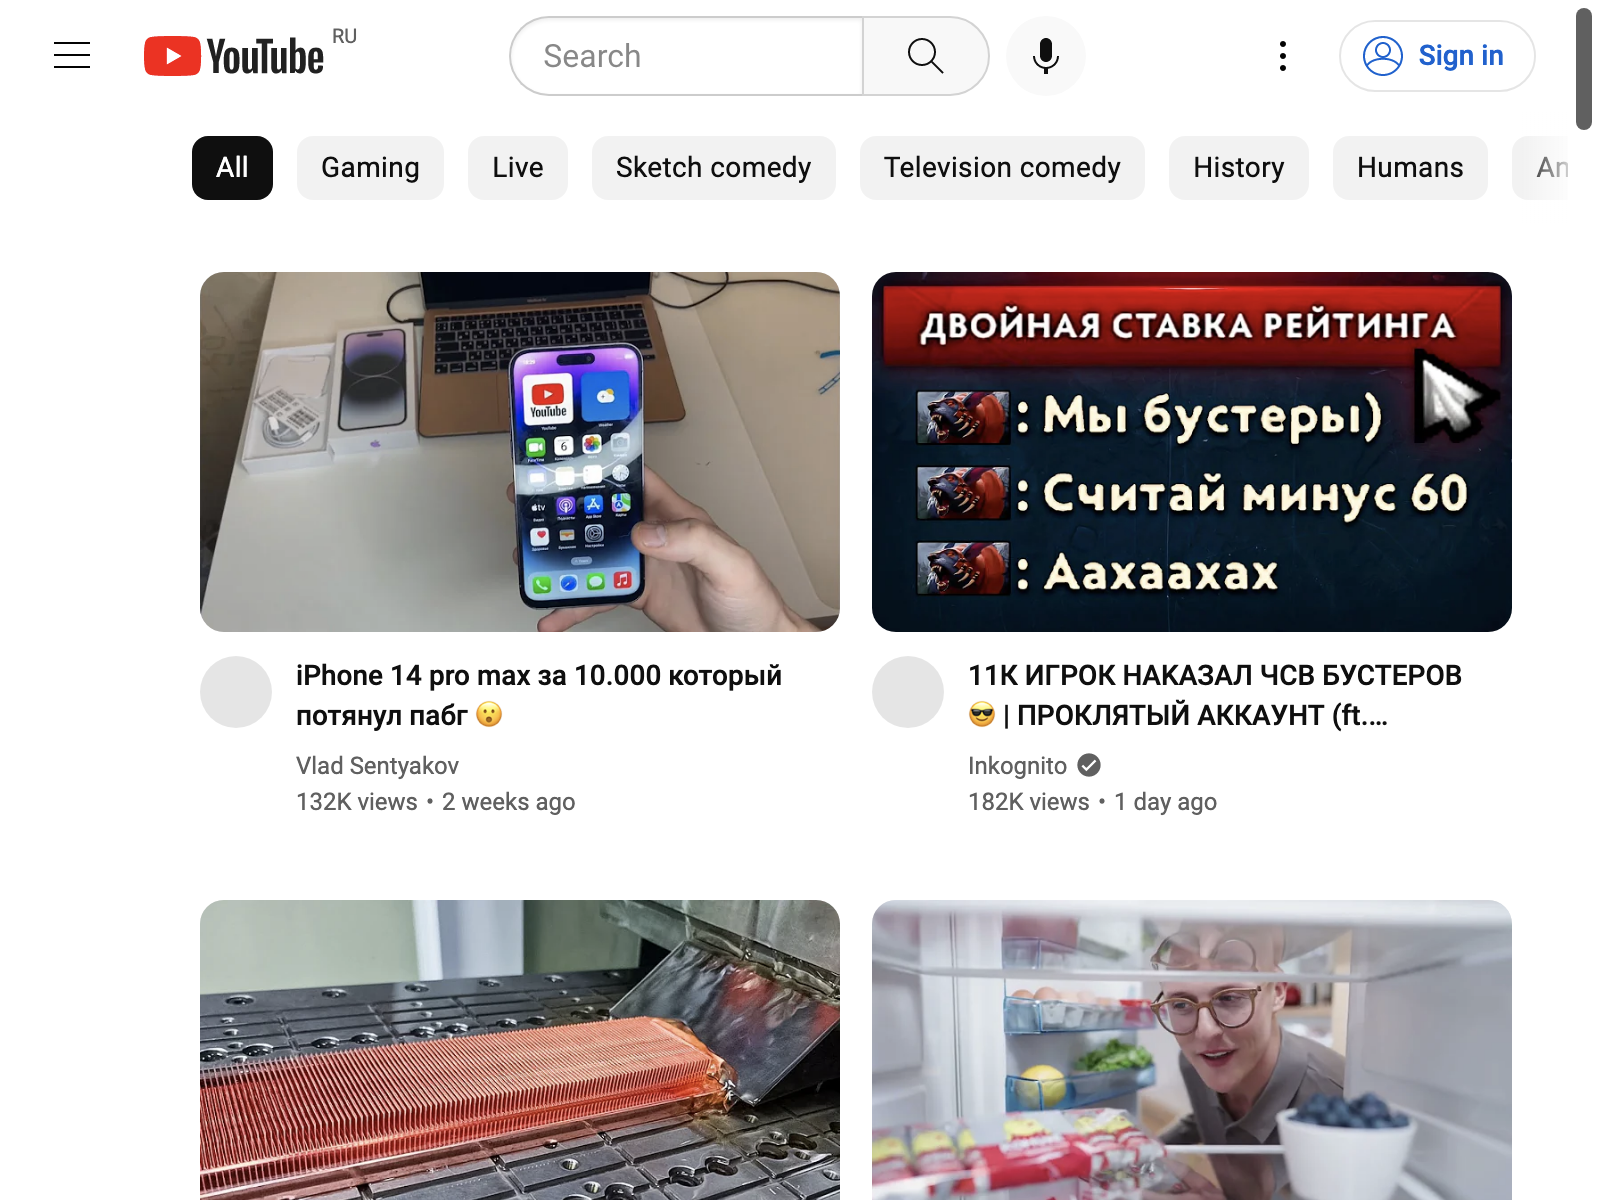 YouTube RU
Search
Sign in
All
Gaming
Live
Sketch comedy
Television comedy
History
Humans
An
YouTube
ДВОЙНАЯ СТАВКА РЕЙТИНГА
: Мы бустеры)
: Считай минус 60
: Аахаахах
iPhone 14 pro max за 10.000 который
потянул пабг 😮
Vlad Sentyakov
132K views • 2 weeks ago
11К ИГРОК НАКАЗАЛ ЧСВ БУСТЕРОВ
😎 | ПРОКЛЯТЫЙ АККАУНТ (ft....
Inkognito
182K views • 1 day ago